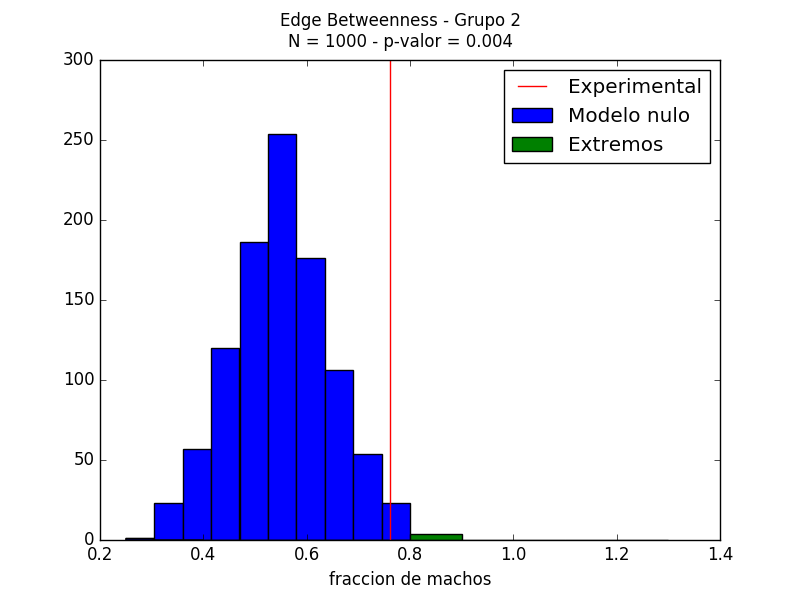 Edge Betweenness - Grupo 2
N = 1000 - p-valor = 0.004
300
250
200
150
100
50
0
0.2 0.4 0.6 0.8 1.0 1.2 1.4
fraccion de machos
Experimental
Modelo nulo
Extremos